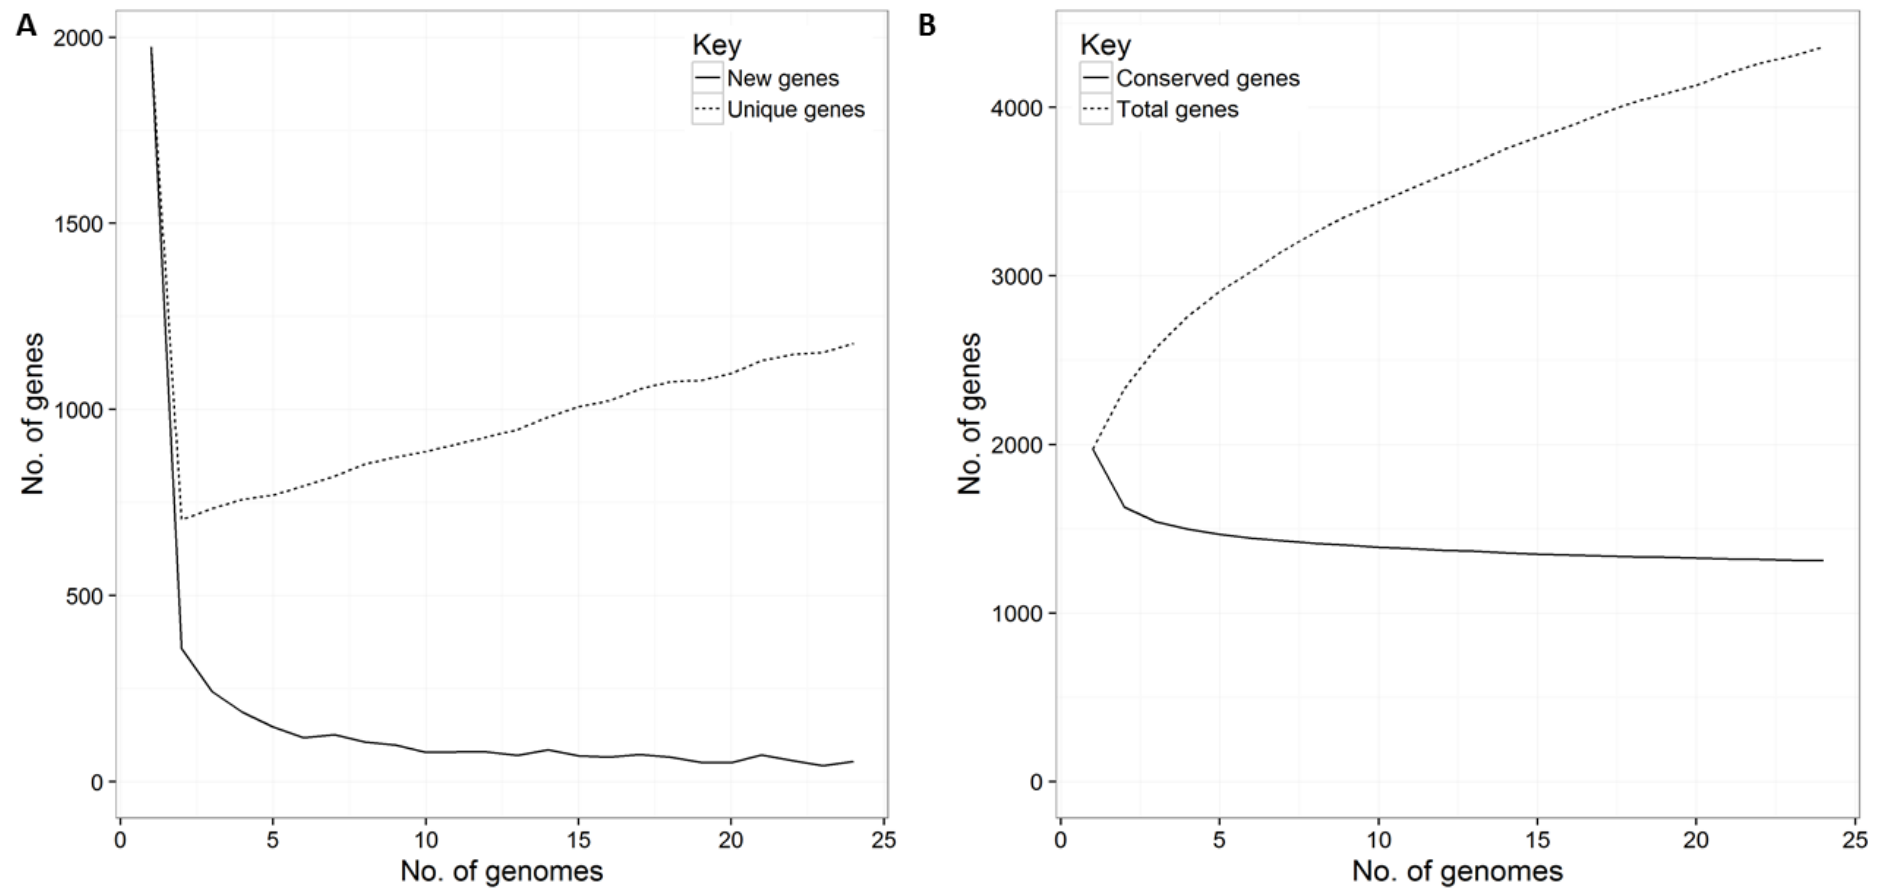 A
Key
New genes
Unique genes
2000
1500
1000
500
0
No. of genes
0 5 10 15 20 25
No. of genomes
B
Key
Conserved genes
Total genes
4000
3000
2000
1000
0
No. of genes
0 5 10 15 20 25
No. of genomes